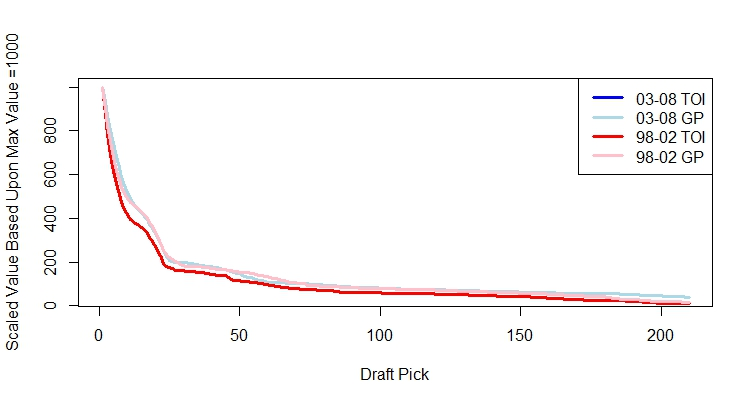 Scaled Value Based Upon Max Value =1000
800
600
400
200
0
03-08 TOI
03-08 GP
98-02 TOI
98-02 GP
0 50 100 150 200
Draft Pick